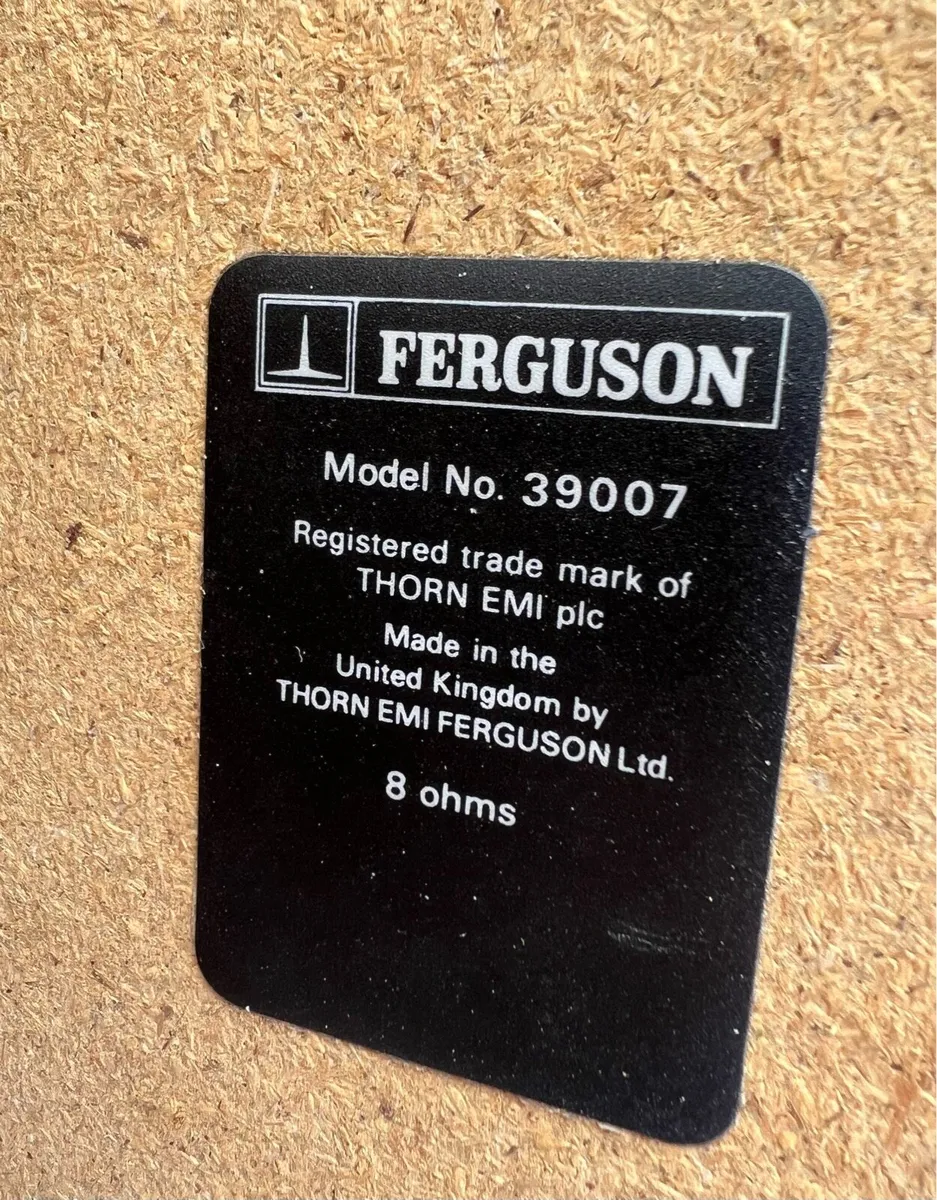 FERGUSON
Model No. 39007
Registered trade mark of
THORN EMI plc
Made in the
United Kingdom by
THORN EMI FERGUSON Ltd.
8 ohms